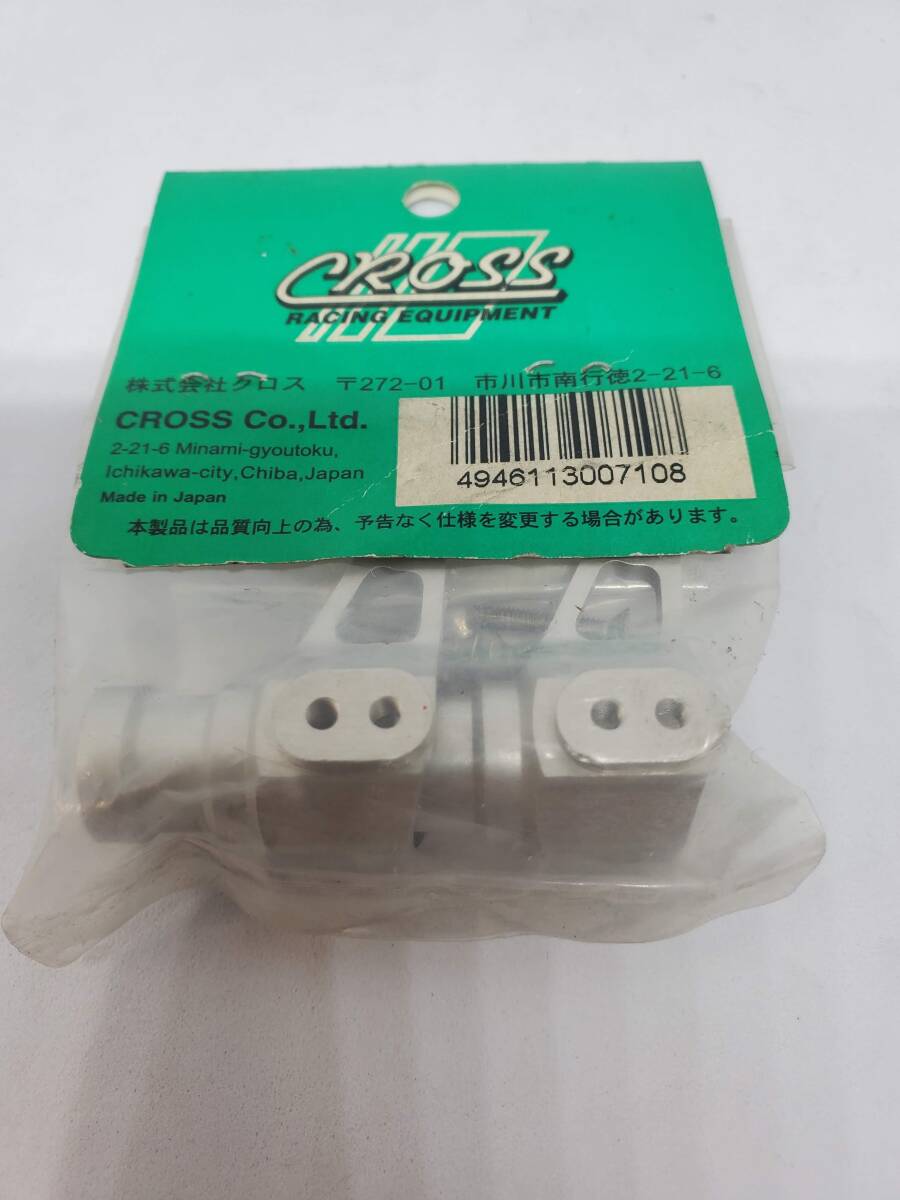 CROSS
RACING EQUIPMENT
株式会社クロス 〒272-01 市川市南行徳2-21-6
CROSS Co.,Ltd.
2-21-6 Minami-gyoutoku,
Ichikawa-city,Chiba,Japan
Made in Japan
4946113007108
本製品は品質向上の為、予告なく仕様を変更する場合があります。